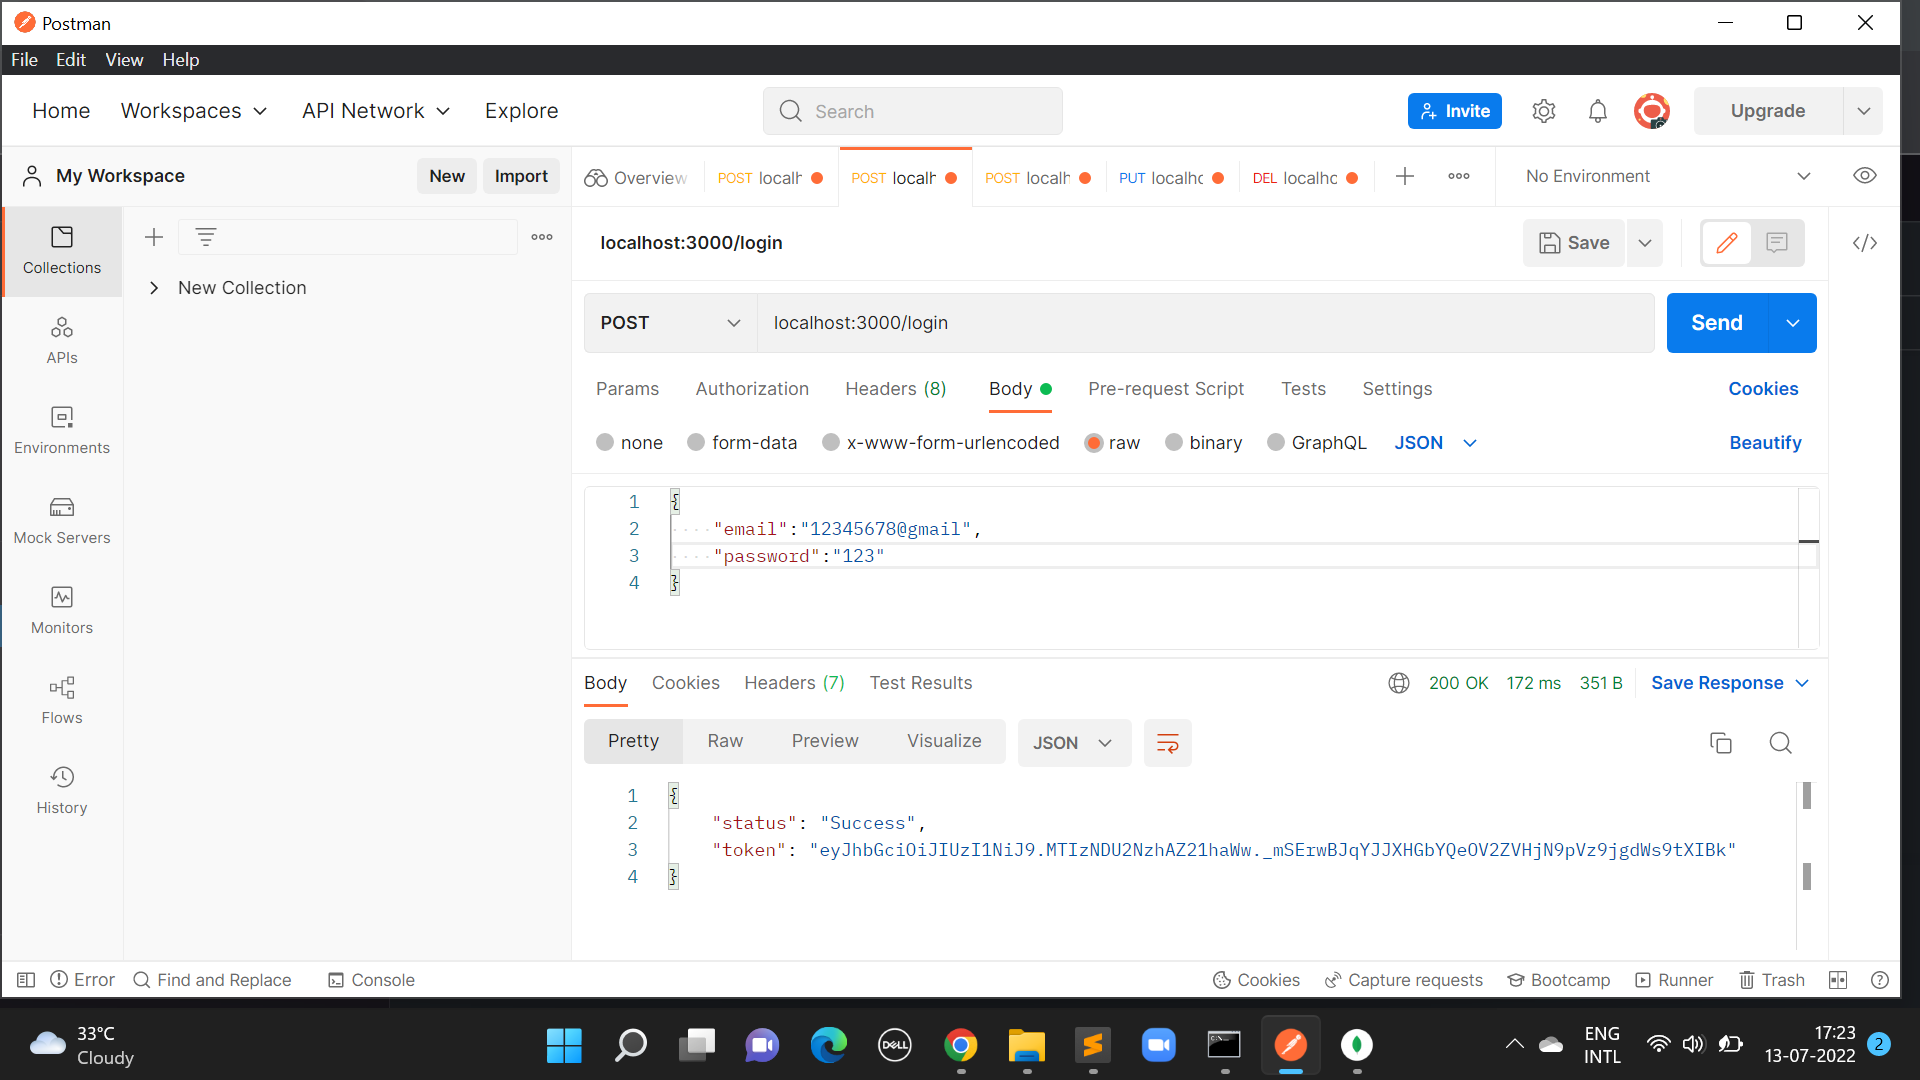 Postman
File Edit View Help
Home Workspaces API Network Explore Search Invite Upgrade
My Workspace New Import
Overview POST localh POST localh POST localh PUT localhc DEL localhc No Environment
Collections
APIs
Environments
Mock Servers
Monitors
Flows
History
New Collection
localhost:3000/login Save
POST localhost:3000/login Send
Params Authorization Headers (8) Body Pre-request Script Tests Settings Cookies
none form-data x-www-form-urlencoded raw binary GraphQL JSON Beautify
1 {
2 "email":"12345678@gmail",
3 "password":"123"
4 }
Body Cookies Headers (7) Test Results 200 OK 172 ms 351 B Save Response
Pretty Raw Preview Visualize JSON
1 {
2 "status": "Success",
3 "token": "eyJhbGciOiJIUzI1NiJ9.MTIzNDU2NzhAZ21haWw._mSErwBJqYJJXHGbYQeOV2ZVHjN9pVz9jgdWs9tXIBk"
4 }
Error Find and Replace Console Cookies Capture requests Bootcamp Runner Trash
33°C
Cloudy
DELL
ENG
INTL
17:23
13-07-2022
2